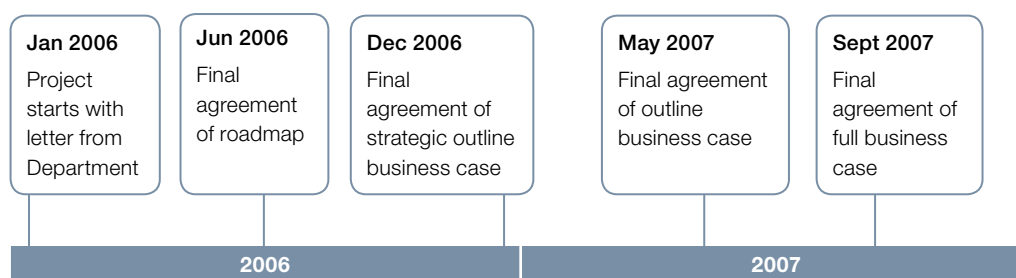 Jan 2006
Project
starts with
letter from
Department
Jun 2006
Final
agreement
of roadmap
Dec 2006
Final
agreement of
strategic outline
business case
May 2007
Final agreement
of outline
business case
Sept 2007
Final
agreement of
full business
case
2006
2007